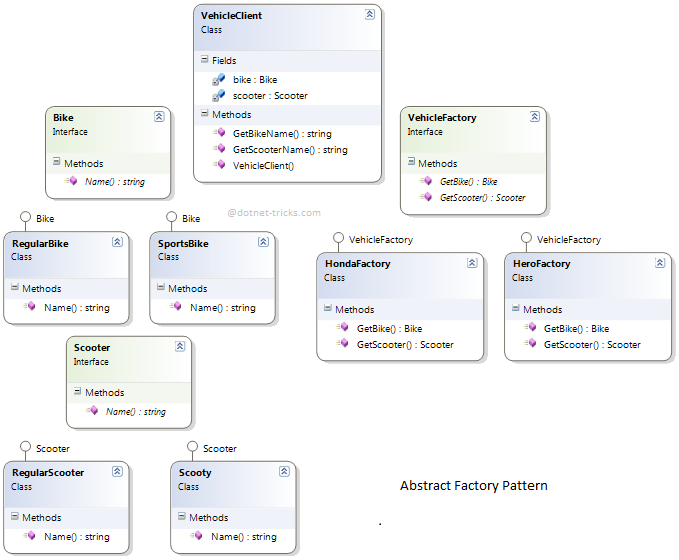 VehicleClient
Class
Fields
bike : Bike
scooter : Scooter
Methods
GetBikeName() : string
GetScooterName() : string
VehicleClient()
Bike
Interface
Methods
Name() : string
VehicleFactory
Interface
Methods
GetBike() : Bike
GetScooter() : Scooter
@dotnet-tricks.com
Bike
RegularBike
Class
Methods
Name() : string
Bike
SportsBike
Class
Methods
Name() : string
VehicleFactory
HondaFactory
Class
Methods
GetBike() : Bike
GetScooter() : Scooter
VehicleFactory
HeroFactory
Class
Methods
GetBike() : Bike
GetScooter() : Scooter
Scooter
Interface
Methods
Name() : string
Scooter
RegularScooter
Class
Methods
Name() : string
Scooter
Scooty
Class
Methods
Name() : string
Abstract Factory Pattern
.